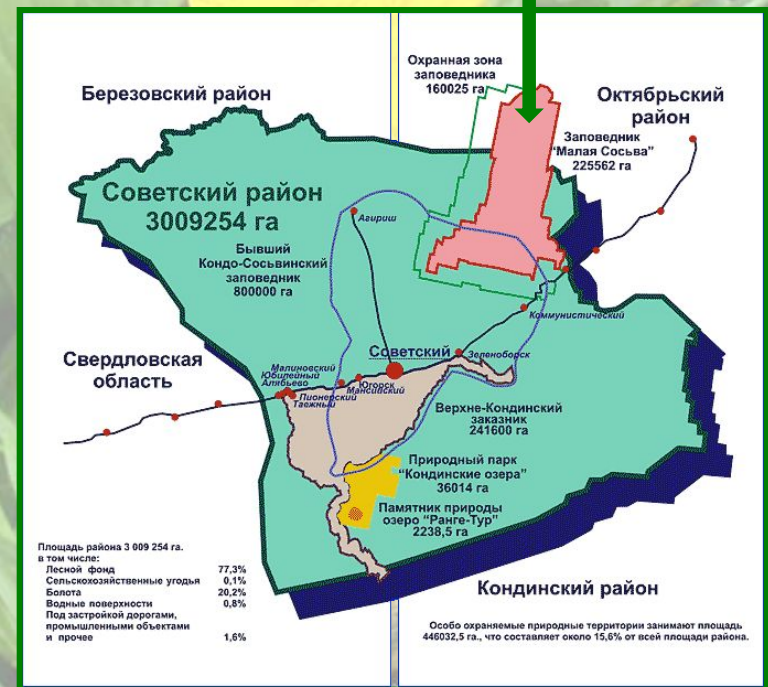 Охранная зона
заповедника
160025 га
Березовский район
Октябрьский
район
Заповедник
"Малая Сосьва"
225562 га
Советский район
3009254 га
Агириш
Бывший
Кондо-Сосьвинский
заповедник
800000 га
Коммунистический
Свердловская
область
Советский
Зеленоборск
Малиновский
Юбилейный
Алябьево
Югорск
Мансийский
Пионерский
Таежный
Верхне-Кондинский
заказник
241600 га
Природный парк
"Кондинские озера"
36014 га
Памятник природы
озеро "Ранге-Тур"
2238,5 га
Площадь района 3 009 254 га.
в том числе:
Лесной фонд 77,3%
Сельскохозяйственные угодья 0,1%
Болота 20,2%
Водные поверхности 0,8%
Под застройкой дорогами,
промышленными объектами
и прочее 1,6%
Кондинский район
Особо охраняемые природные территории занимают площадь
446032,5 га., что составляет около 15,6% от всей площади района.